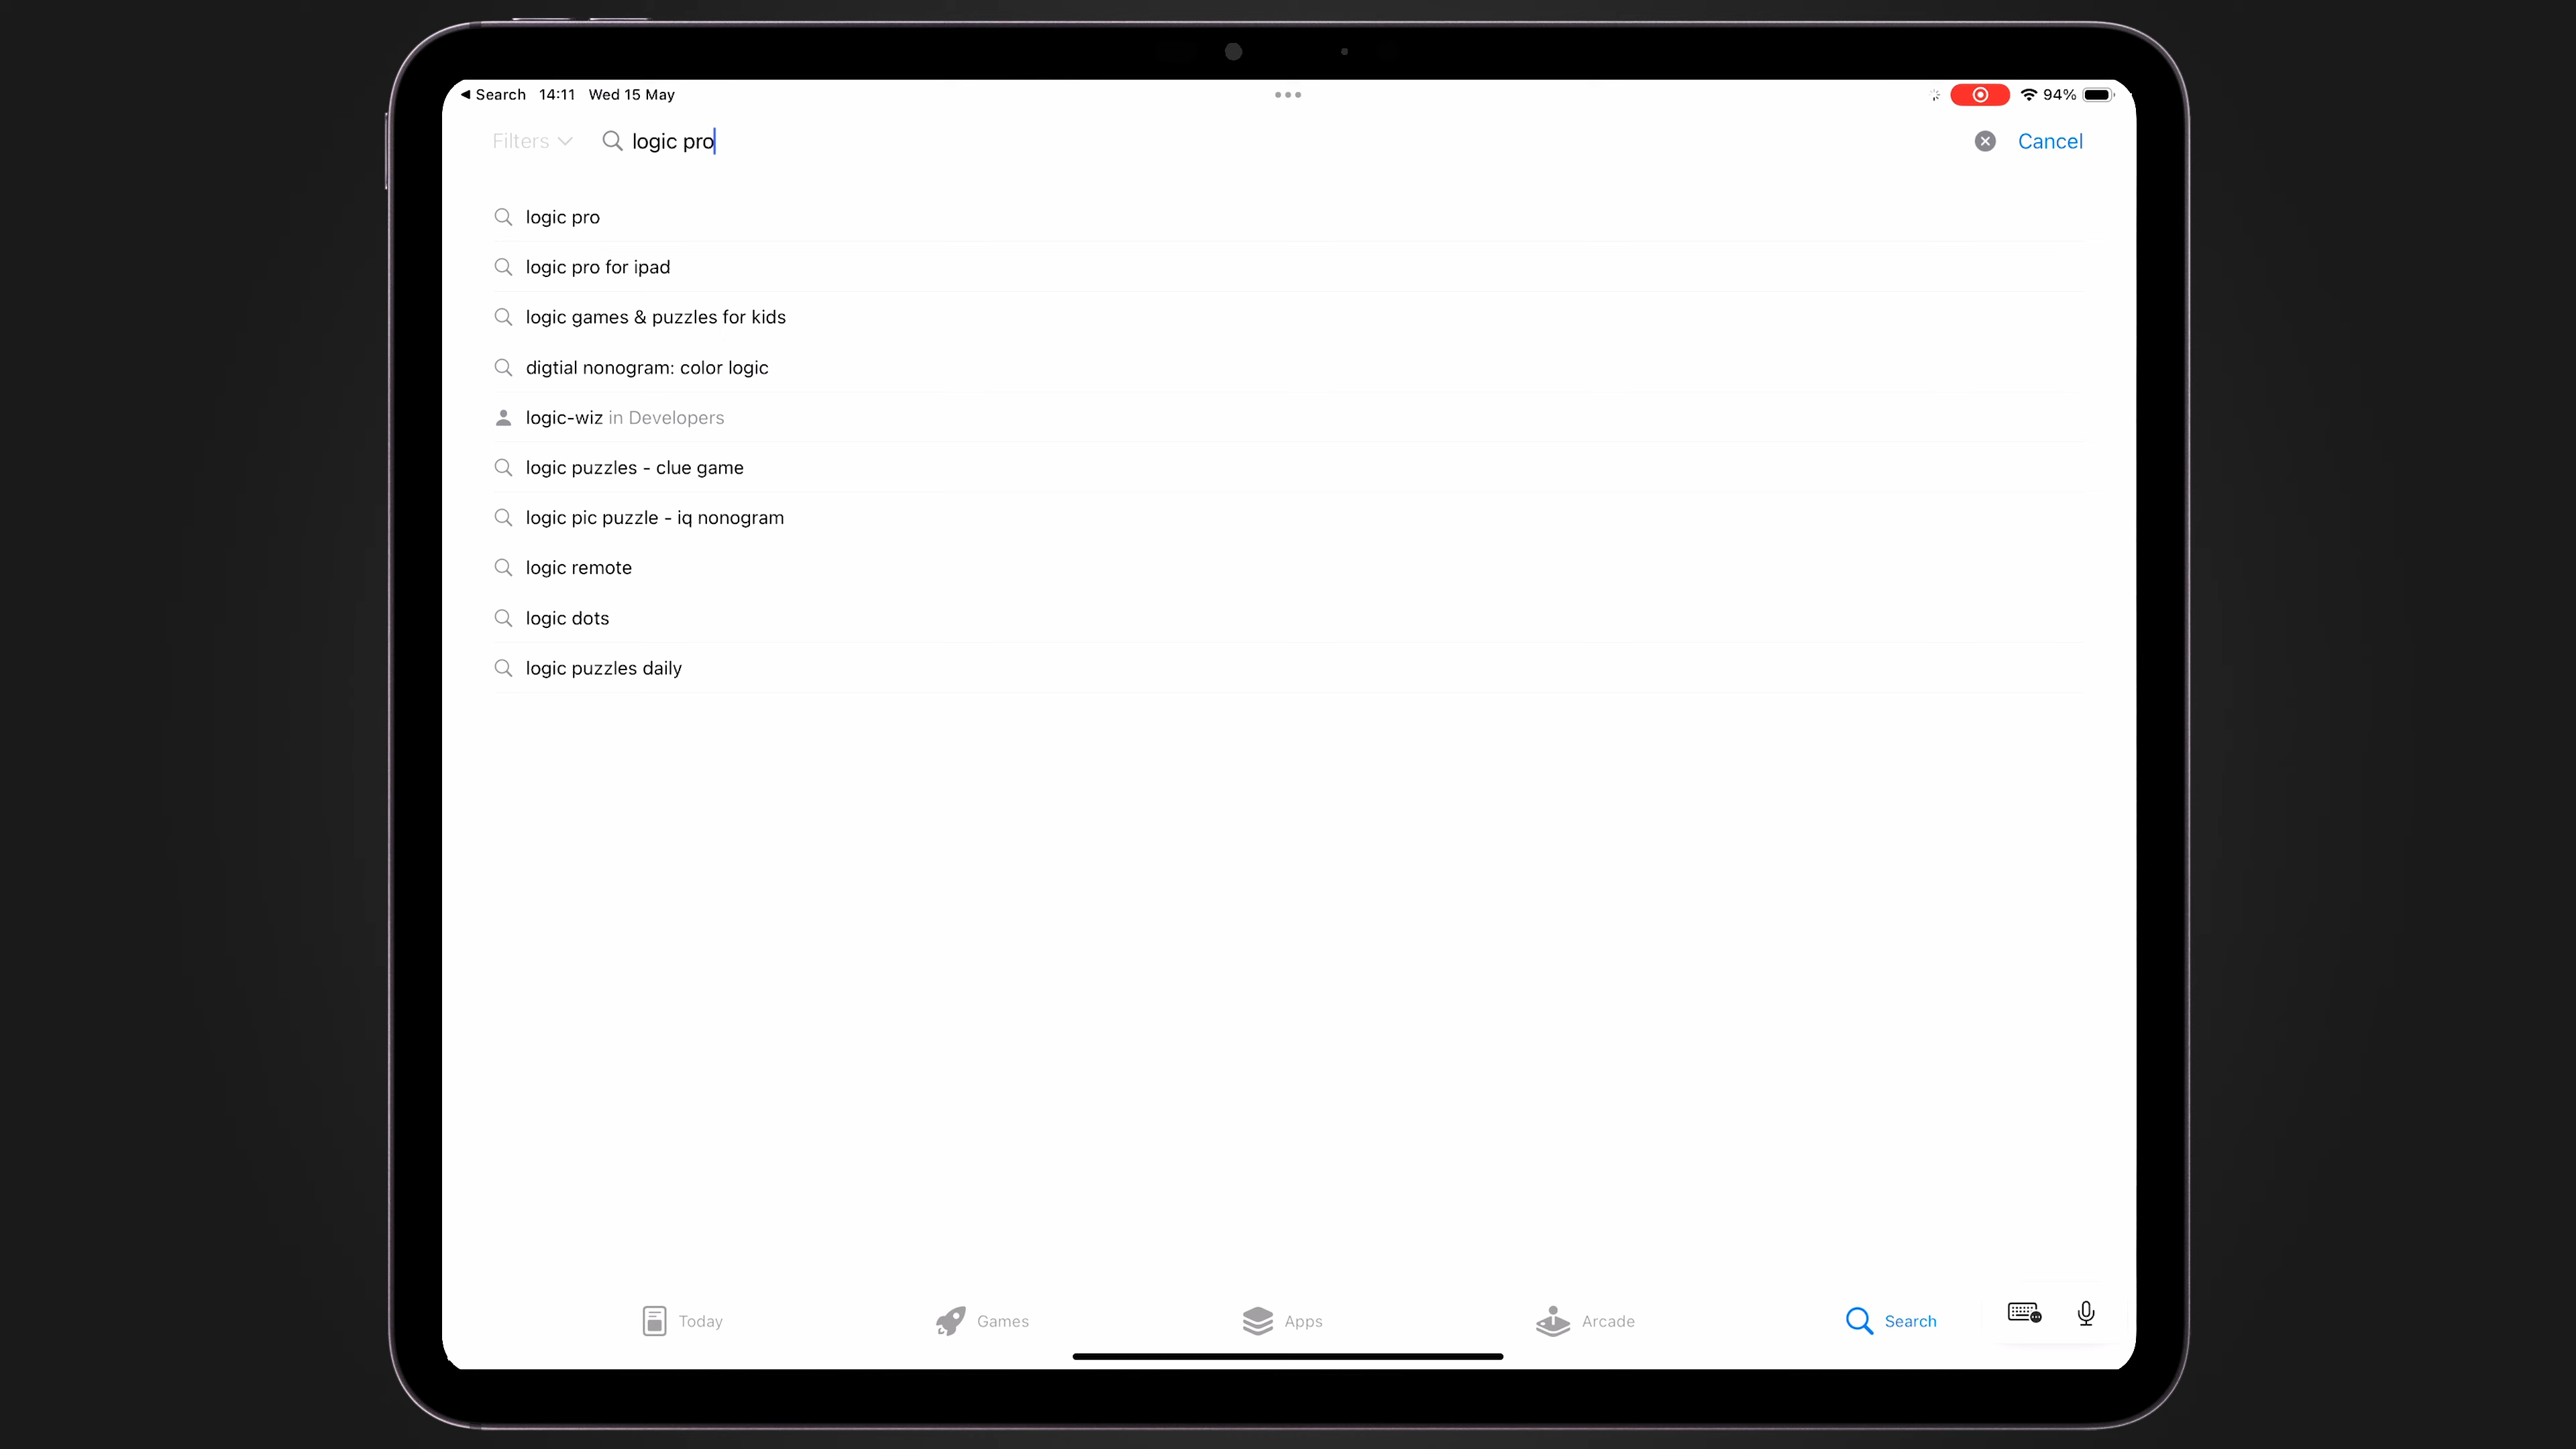 ◀ Search 14:11 Wed 15 May 94%
Filters logic pro Cancel
logic pro
logic pro for ipad
logic games & puzzles for kids
digtial nonogram: color logic
logic-wiz in Developers
logic puzzles - clue game
logic pic puzzle - iq nonogram
logic remote
logic dots
logic puzzles daily
Today Games Apps Arcade Search